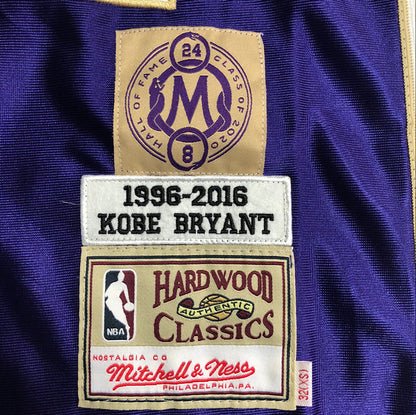 HALL OF FAME CLASS OF 2020
24
M
8
1996-2016
KOBE BRYANT
NBA
HARDWOOD
AUTHENTIC
CLASSICS
NOSTALGIA CO
Mitchell & Ness
PHILADELPHIA, PA.
32(XS)